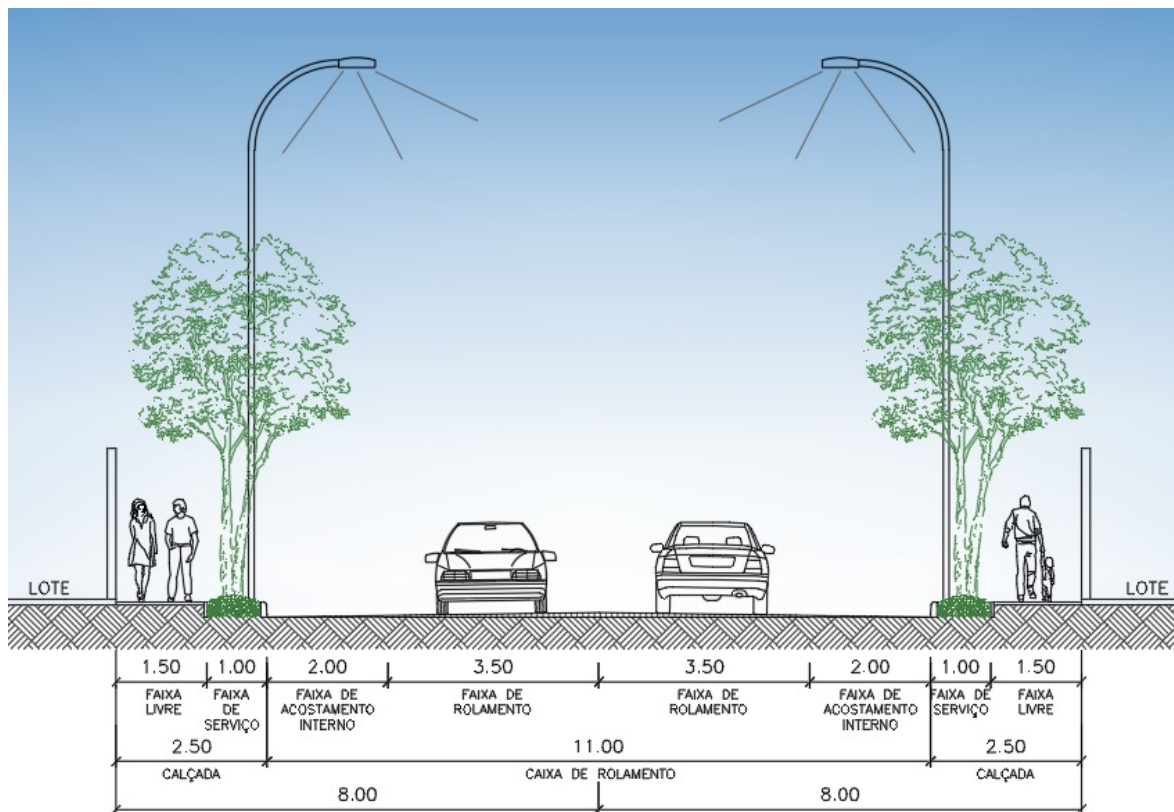 LOTE
LOTE
1.50 1.00 2.00 3.50 3.50 2.00 1.00 1.50
FAIXA LIVRE
FAIXA DE SERVIÇO
FAIXA DE ACOSTAMENTO INTERNO
FAIXA DE ROLAMENTO
FAIXA DE ROLAMENTO
FAIXA DE ACOSTAMENTO INTERNO
FAIXA DE SERVIÇO
FAIXA LIVRE
2.50 11.00 2.50
CALÇADA CAIXA DE ROLAMENTO CALÇADA
8.00 8.00